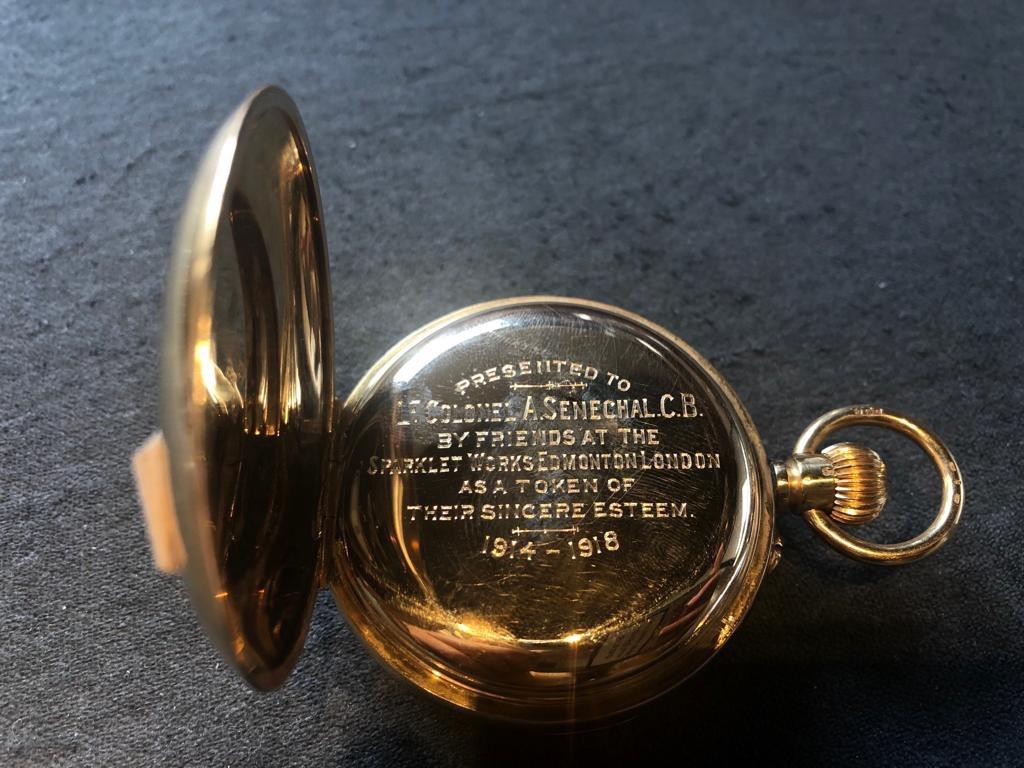 PRESENTED TO
LT COLONEL A. SENECHAL. C.B.
BY FRIENDS AT THE
SPARKLET WORKS EDMONTON LONDON
AS A TOKEN OF
THEIR SINCERE ESTEEM.
1914 – 1918